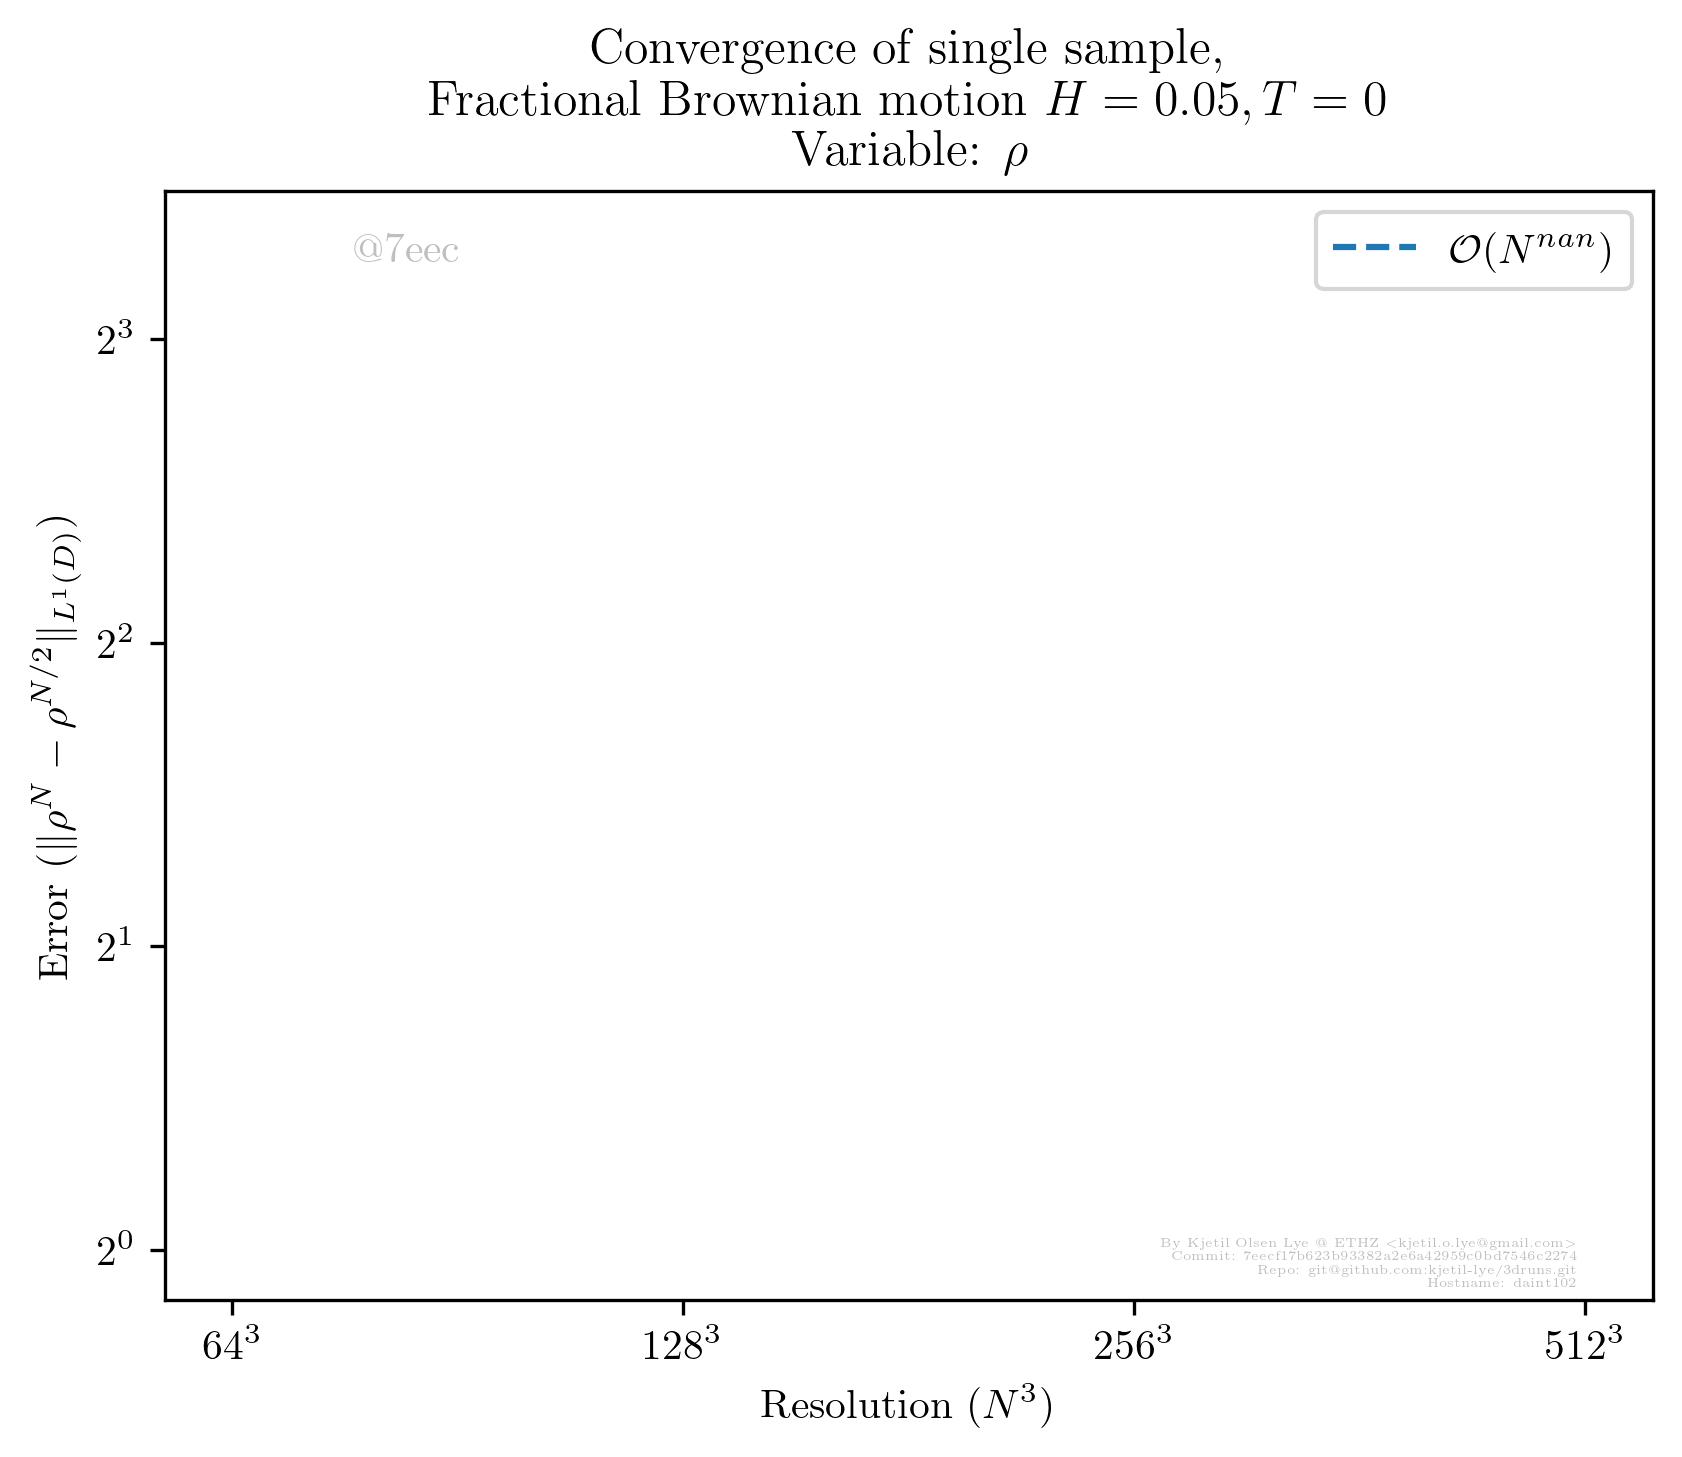 Convergence of single sample,
Fractional Brownian motion H = 0.05, T = 0
Variable: ρ
@7eec
𝒪(N^{nan})
Error (||ρ^N − ρ^{N/2}||_{L^1(D)})
2^3
2^2
2^1
2^0
By Kjetil Olsen Lye @ ETHZ <kjetil.o.lye@gmail.com>
Commit: 7eecf17b623b93382a2e6a42959c0bd7546c2274
Repo: git@github.com:kjetil-lye/3druns.git
Hostname: daint102
64^3 128^3 256^3 512^3
Resolution (N^3)